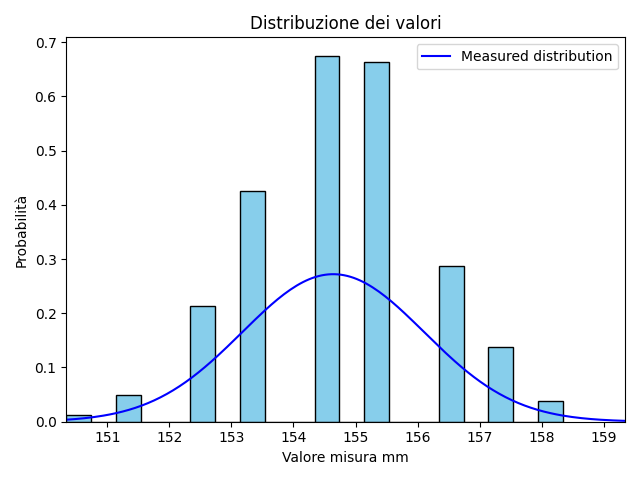 Distribuzione dei valori
Measured distribution
0.7
0.6
0.5
0.4
0.3
0.2
0.1
0.0
Probabilità
151 152 153 154 155 156 157 158 159
Valore misura mm